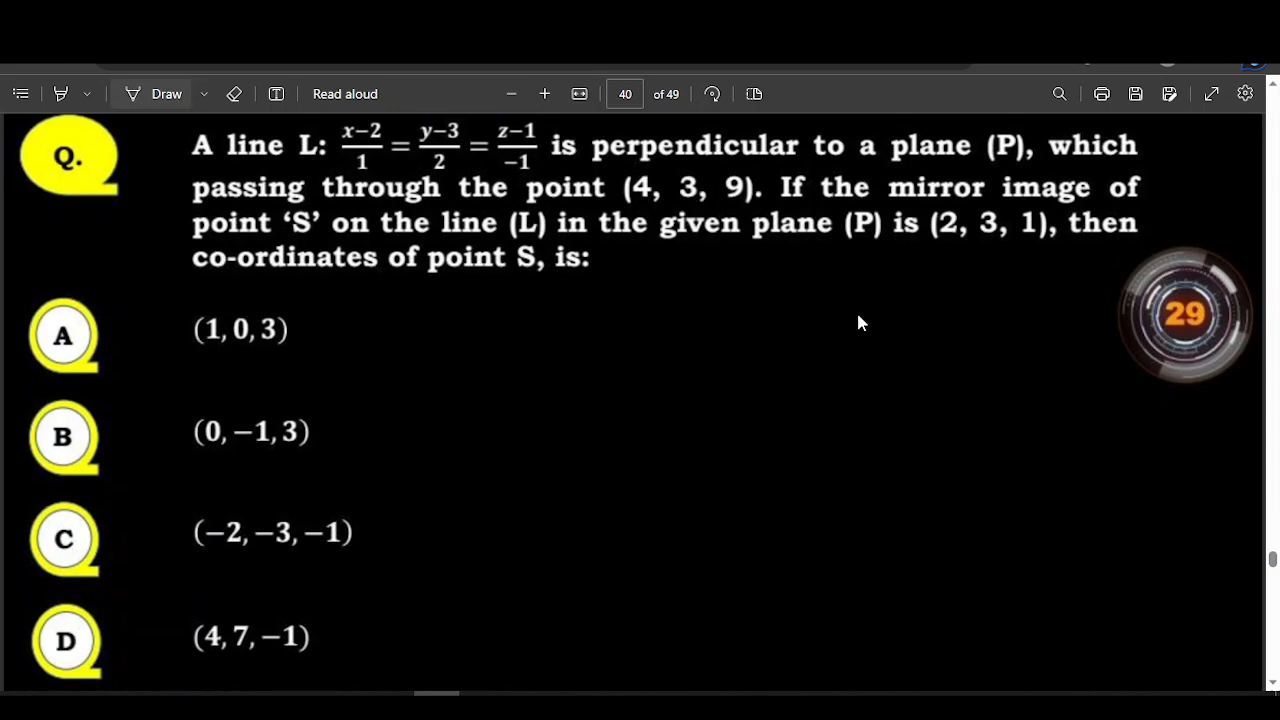 Draw
Read aloud
40 of 49
Q. A line L: \frac{x-2}{1} = \frac{y-3}{2} = \frac{z-1}{-1} is perpendicular to a plane (P), which
passing through the point (4, 3, 9). If the mirror image of
point ‘S’ on the line (L) in the given plane (P) is (2, 3, 1), then
co-ordinates of point S, is:
29
A (1, 0, 3)
B (0, −1, 3)
C (−2, −3, −1)
D (4, 7, −1)